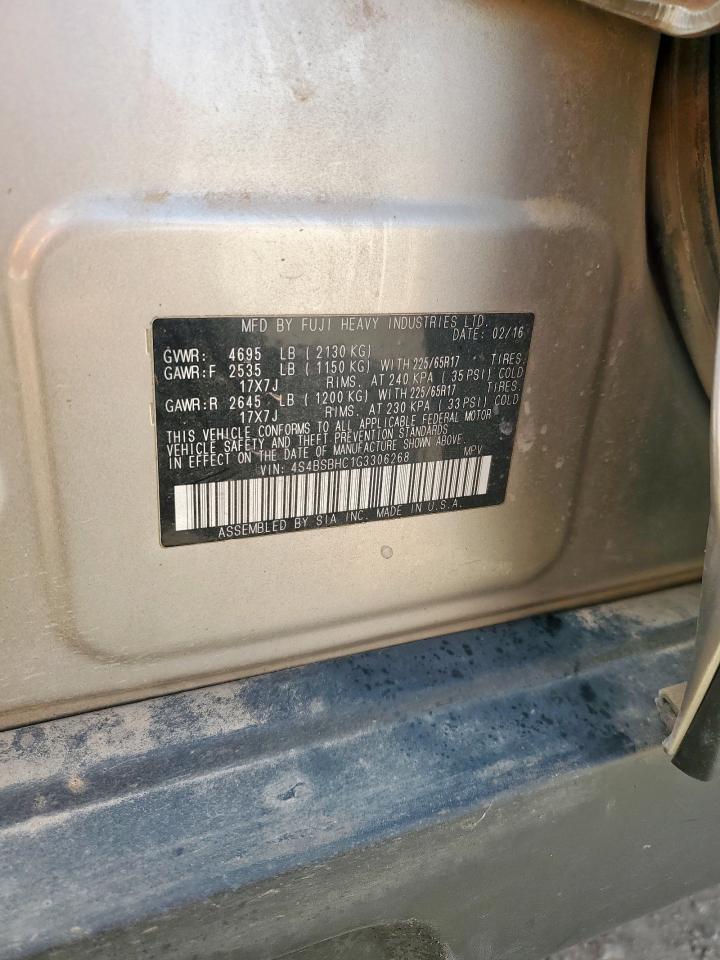 MFD BY FUJI HEAVY INDUSTRIES LTD.
DATE: 02/16
GVWR: 4695 LB ( 2130 KG)
GAWR:F 2535 LB ( 1150 KG) WITH 225/65R17 TIRES.
17X7J RIMS. AT 240 KPA ( 35 PSI) COLD
GAWR:R 2645 LB ( 1200 KG) WITH 225/65R17 TIRES.
17X7J RIMS. AT 230 KPA ( 33 PSI) COLD
THIS VEHICLE CONFORMS TO ALL APPLICABLE FEDERAL MOTOR
VEHICLE SAFETY AND THEFT PREVENTION STANDARDS
IN EFFECT ON THE DATE OF MANUFACTURE SHOWN ABOVE.
VIN: 4S4BSBHC1G3306268 MPV
ASSEMBLED BY SIA INC. MADE IN U.S.A.